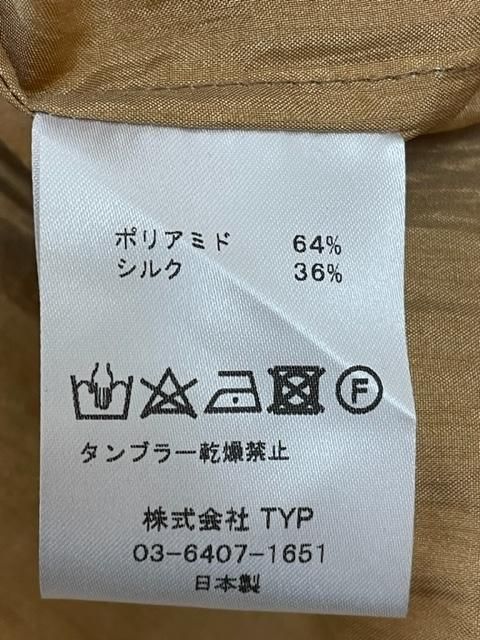 ポリアミド 64%
シルク 36%
F
タンブラー乾燥禁止
株式会社 TYP
03-6407-1651
日本製